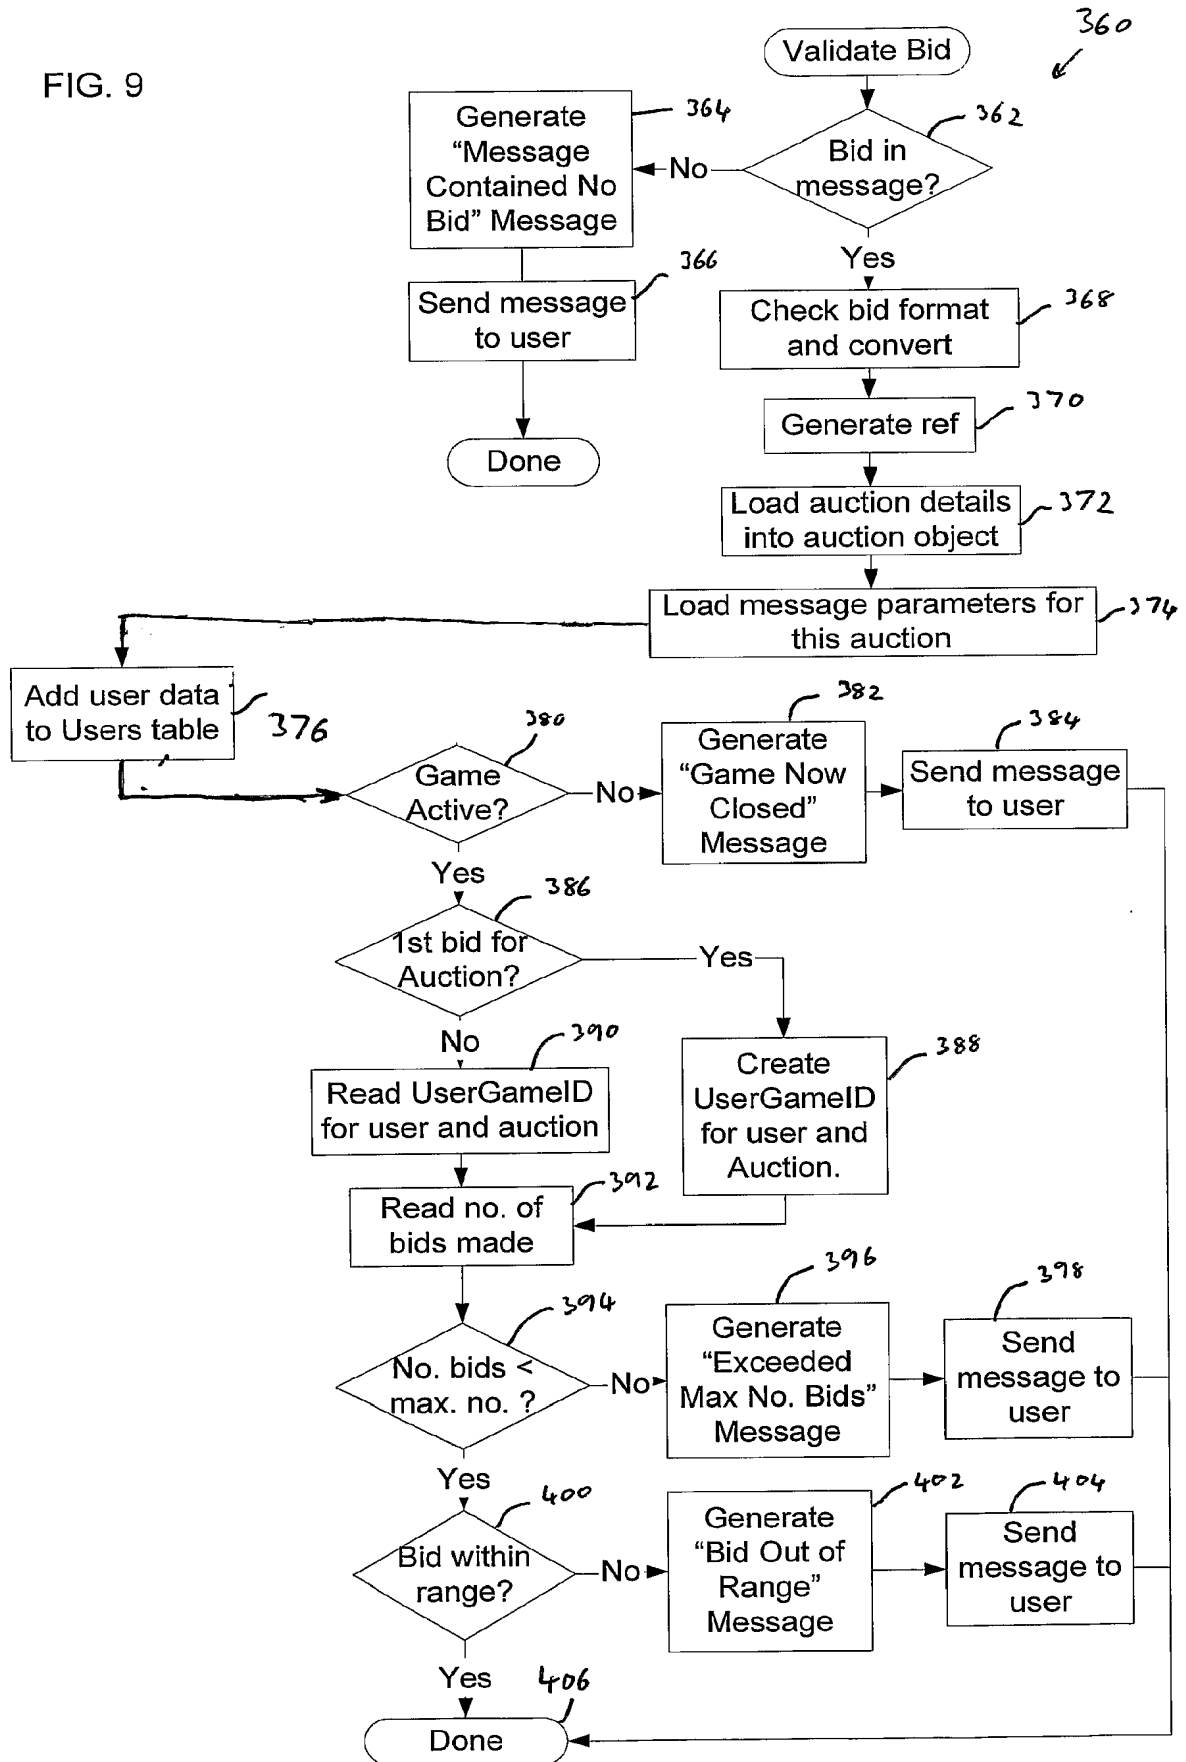 FIG. 9
360
Validate Bid
362
Bid in
message?
No
364
Generate
“Message
Contained No
Bid” Message
366
Send message
to user
Done
Yes
368
Check bid format
and convert
370
Generate ref
372
Load auction details
into auction object
374
Load message parameters for
this auction
376
Add user data
to Users table
380
Game
Active?
No
382
Generate
“Game Now
Closed”
Message
384
Send message
to user
Yes
386
1st bid for
Auction?
Yes
388
Create
UserGameID
for user and
Auction.
No
390
Read UserGameID
for user and auction
392
Read no. of
bids made
394
No. bids <
max. no. ?
No
396
Generate
“Exceeded
Max No. Bids”
Message
398
Send
message to
user
Yes
400
Bid within
range?
No
402
Generate
“Bid Out of
Range”
Message
404
Send
message to
user
Yes
406
Done